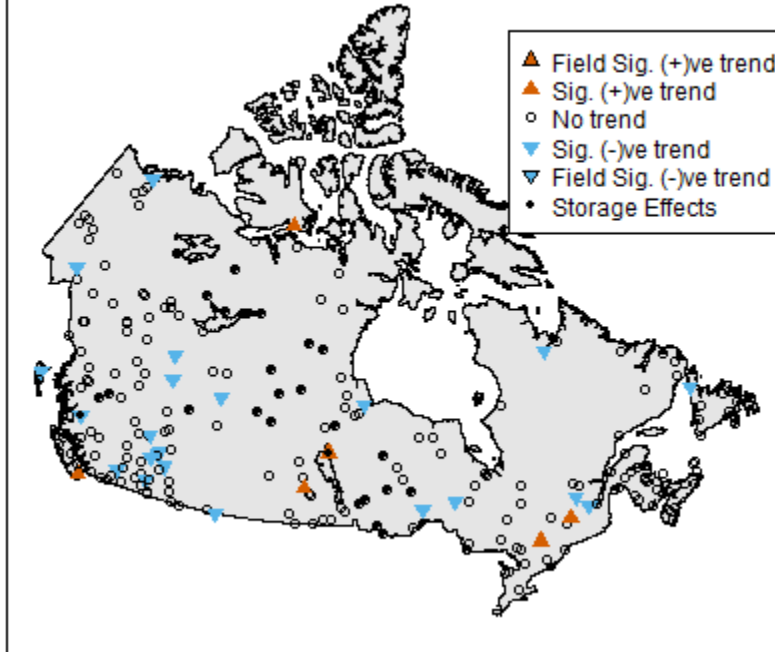 Field Sig. (+)ve trend
Sig. (+)ve trend
No trend
Sig. (-)ve trend
Field Sig. (-)ve trend
Storage Effects